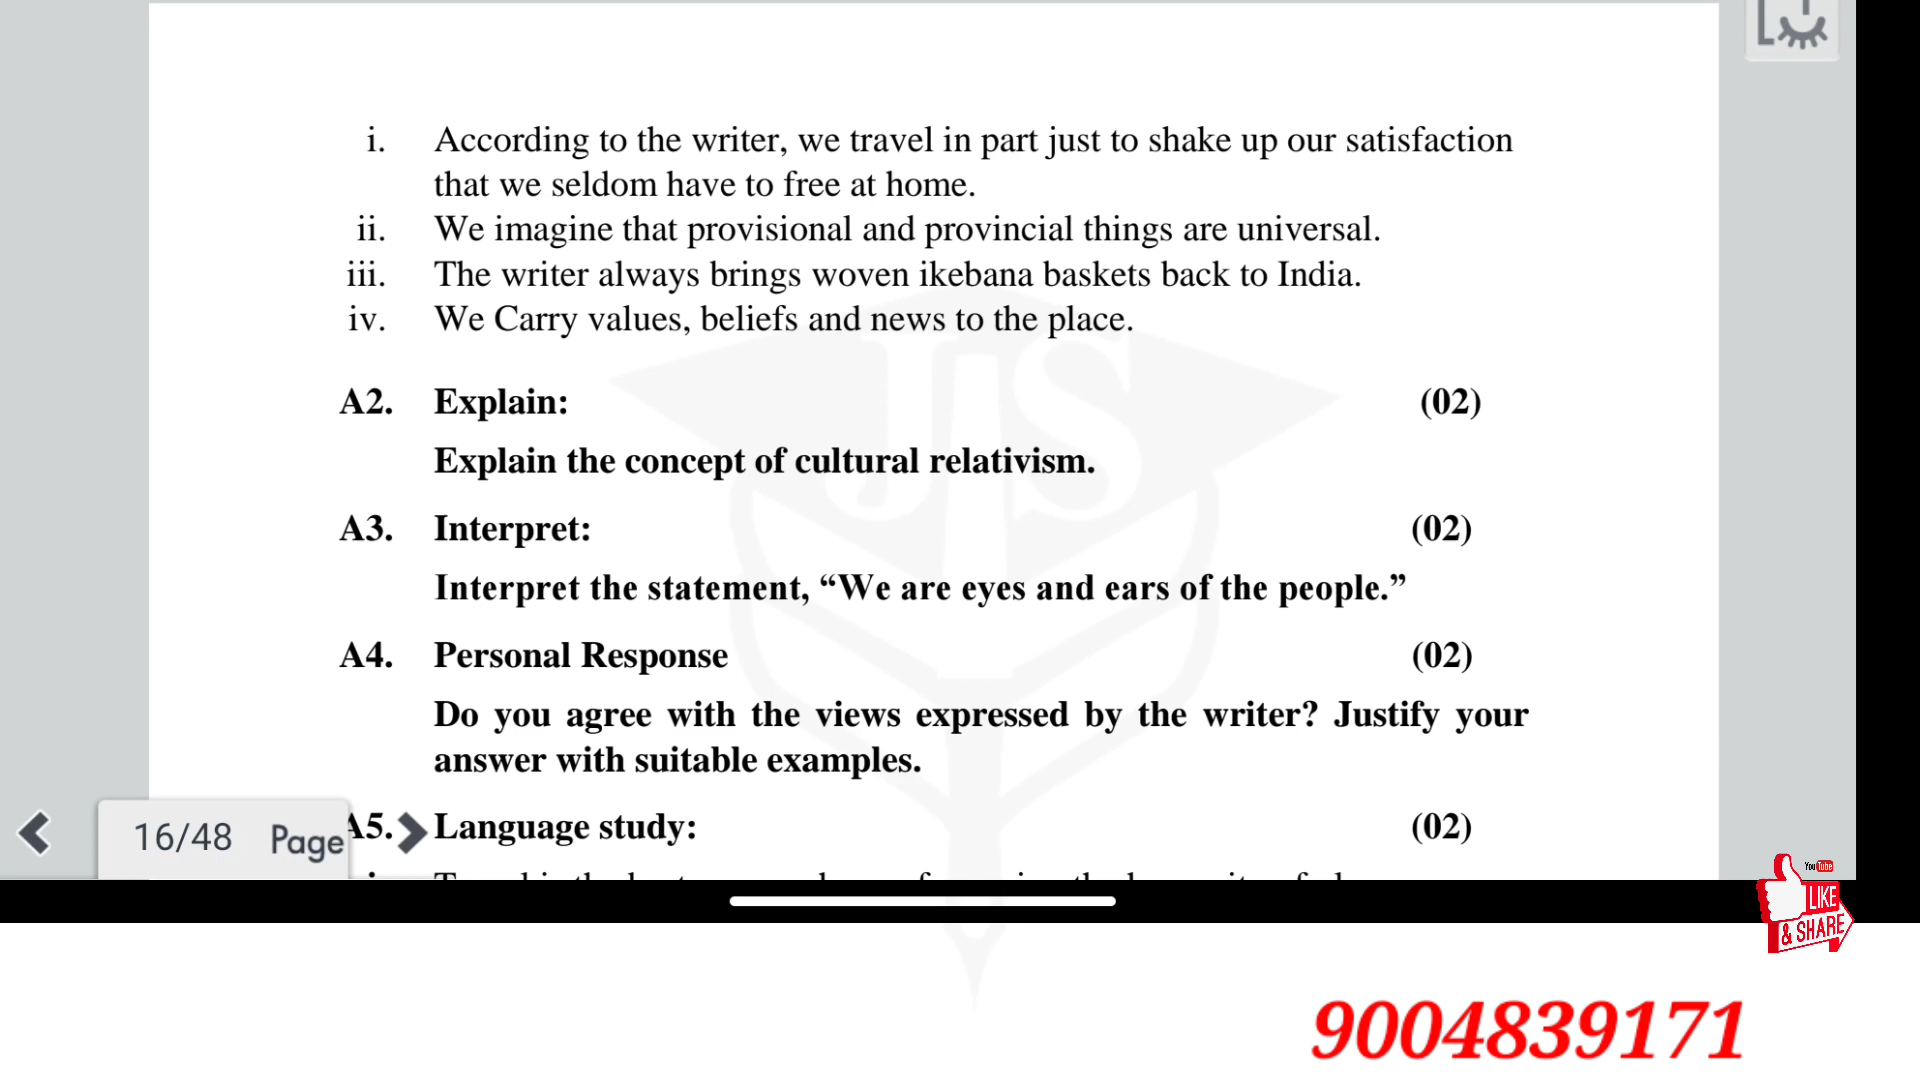 i. According to the writer, we travel in part just to shake up our satisfaction
that we seldom have to free at home.
ii. We imagine that provisional and provincial things are universal.
iii. The writer always brings woven ikebana baskets back to India.
iv. We Carry values, beliefs and news to the place.
JS
A2. Explain: (02)
Explain the concept of cultural relativism.
A3. Interpret: (02)
Interpret the statement, “We are eyes and ears of the people.”
A4. Personal Response (02)
Do you agree with the views expressed by the writer? Justify your
answer with suitable examples.
A5. Language study: (02)
16/48 Page
YouTube
LIKE
& SHARE
9004839171